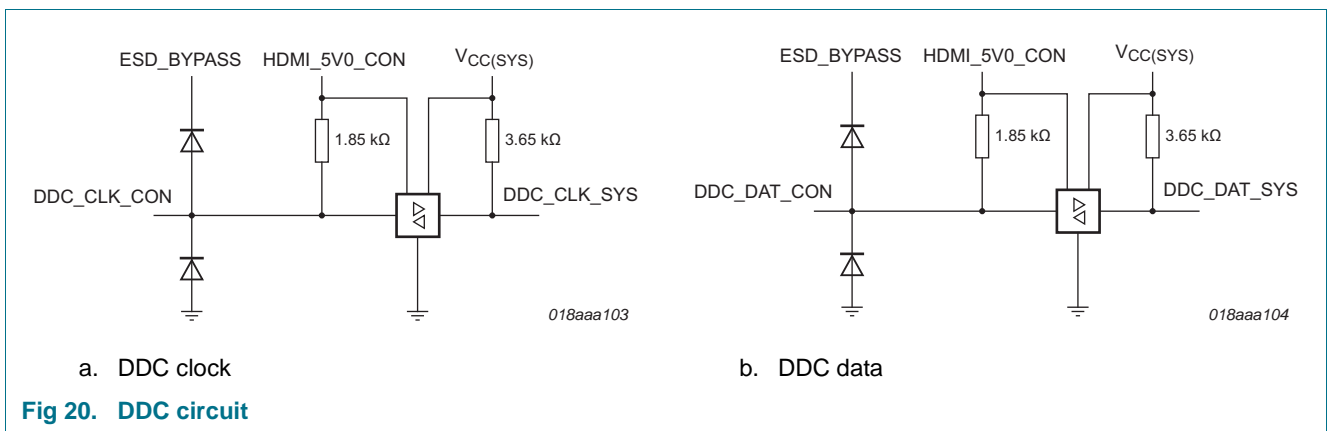 ESD_BYPASS HDMI_5V0_CON VCC(SYS)
1.85 kΩ 3.65 kΩ
DDC_CLK_CON DDC_CLK_SYS
018aaa103
a. DDC clock
ESD_BYPASS HDMI_5V0_CON VCC(SYS)
1.85 kΩ 3.65 kΩ
DDC_DAT_CON DDC_DAT_SYS
018aaa104
b. DDC data
Fig 20. DDC circuit